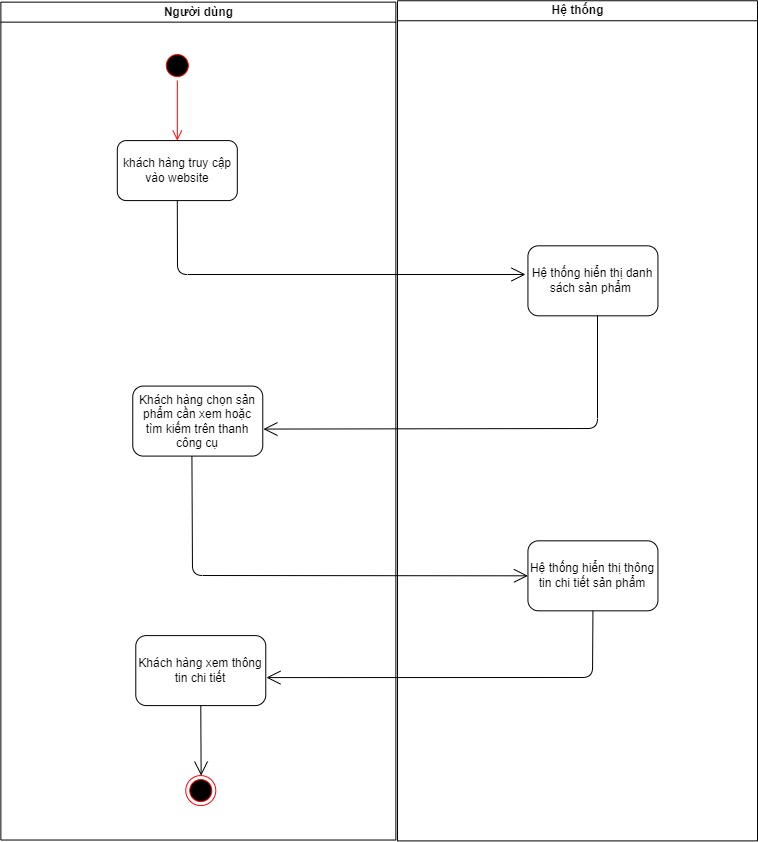 Người dùng
Hệ thống
khách hàng truy cập
vào website
Hệ thống hiển thị danh
sách sản phẩm
Khách hàng chọn sản
phẩm cần xem hoặc
tìm kiếm trên thanh
công cụ
Hệ thống hiển thị thông
tin chi tiết sản phẩm
Khách hàng xem thông
tin chi tiết